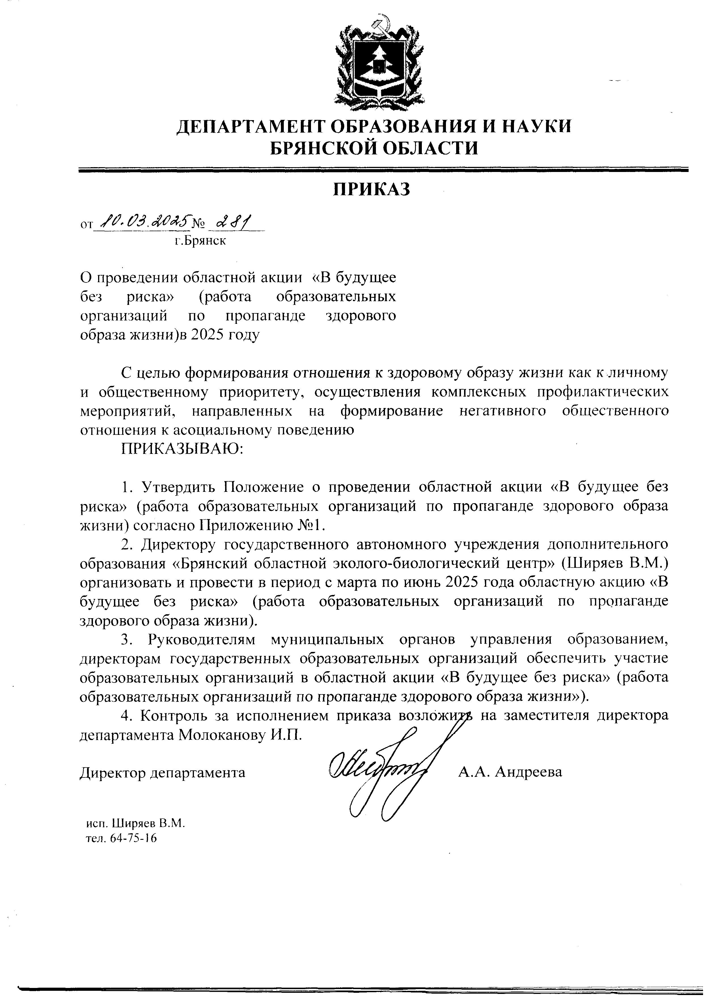 ДЕПАРТАМЕНТ ОБРАЗОВАНИЯ И НАУКИ
БРЯНСКОЙ ОБЛАСТИ
ПРИКАЗ
от 10.03.2025 № 281
г.Брянск
О проведении областной акции «В будущее
без риска» (работа образовательных
организаций по пропаганде здорового
образа жизни)в 2025 году
С целью формирования отношения к здоровому образу жизни как к личному
и общественному приоритету, осуществления комплексных профилактических
мероприятий, направленных на формирование негативного общественного
отношения к асоциальному поведению
ПРИКАЗЫВАЮ:
1. Утвердить Положение о проведении областной акции «В будущее без
риска» (работа образовательных организаций по пропаганде здорового образа
жизни) согласно Приложению №1.
2. Директору государственного автономного учреждения дополнительного
образования «Брянский областной эколого-биологический центр» (Ширяев В.М.)
организовать и провести в период с марта по июнь 2025 года областную акцию «В
будущее без риска» (работа образовательных организаций по пропаганде
здорового образа жизни).
3. Руководителям муниципальных органов управления образованием,
директорам государственных образовательных организаций обеспечить участие
образовательных организаций в областной акции «В будущее без риска» (работа
образовательных организаций по пропаганде здорового образа жизни»).
4. Контроль за исполнением приказа возложить на заместителя директора
департамента Молоканову И.П.
Директор департамента А.А. Андреева
исп. Ширяев В.М.
тел. 64-75-16